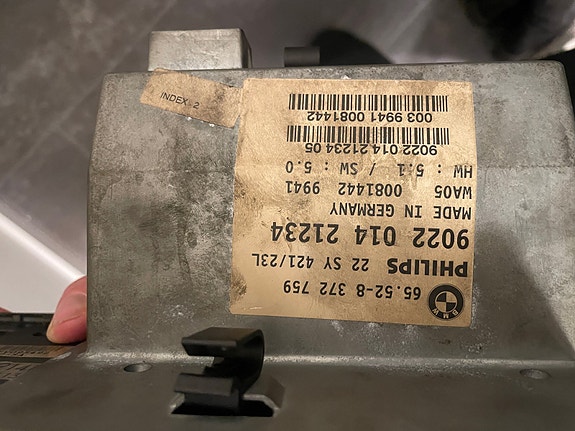 65.52-8 372 759
BMW
PHILIPS 22 SY 421/23L
9022 014 21234
MADE IN GERMANY
WA05 0081442 9941
HW : 5.1 / SW : 5.0
9022 014 21234 05
003 9941 0081442
INDEX 2